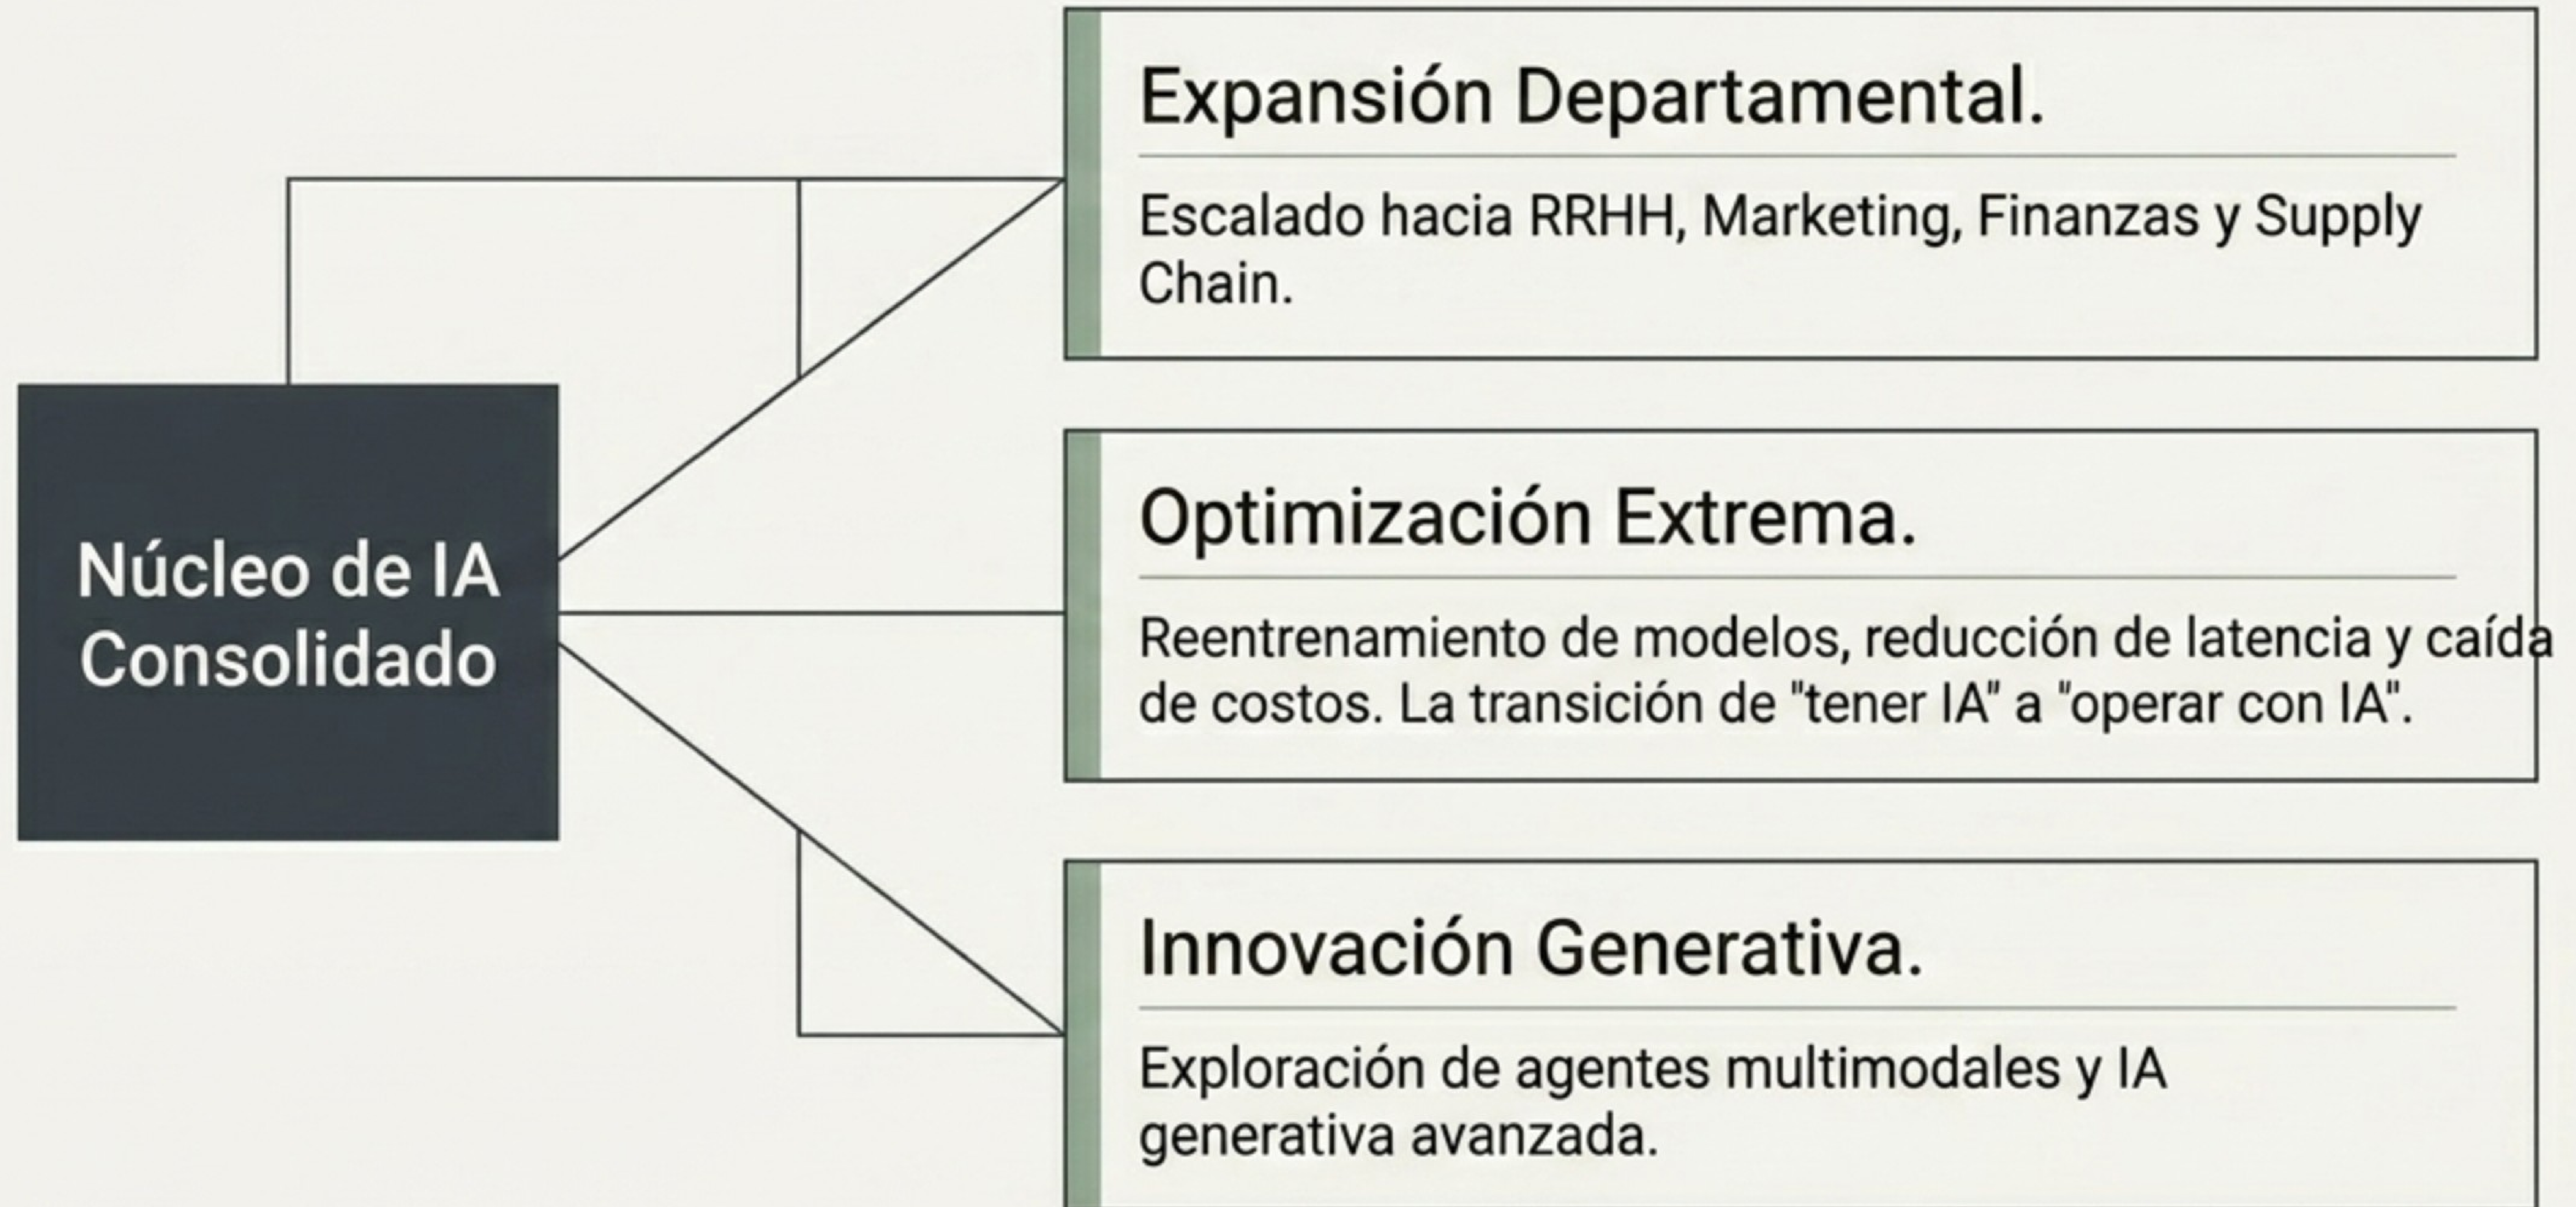 Núcleo de IA
Consolidado
Expansión Departamental.
Escalado hacia RRHH, Marketing, Finanzas y Supply
Chain.
Optimización Extrema.
Reentrenamiento de modelos, reducción de latencia y caída
de costos. La transición de "tener IA" a "operar con IA".
Innovación Generativa.
Exploración de agentes multimodales y IA
generativa avanzada.